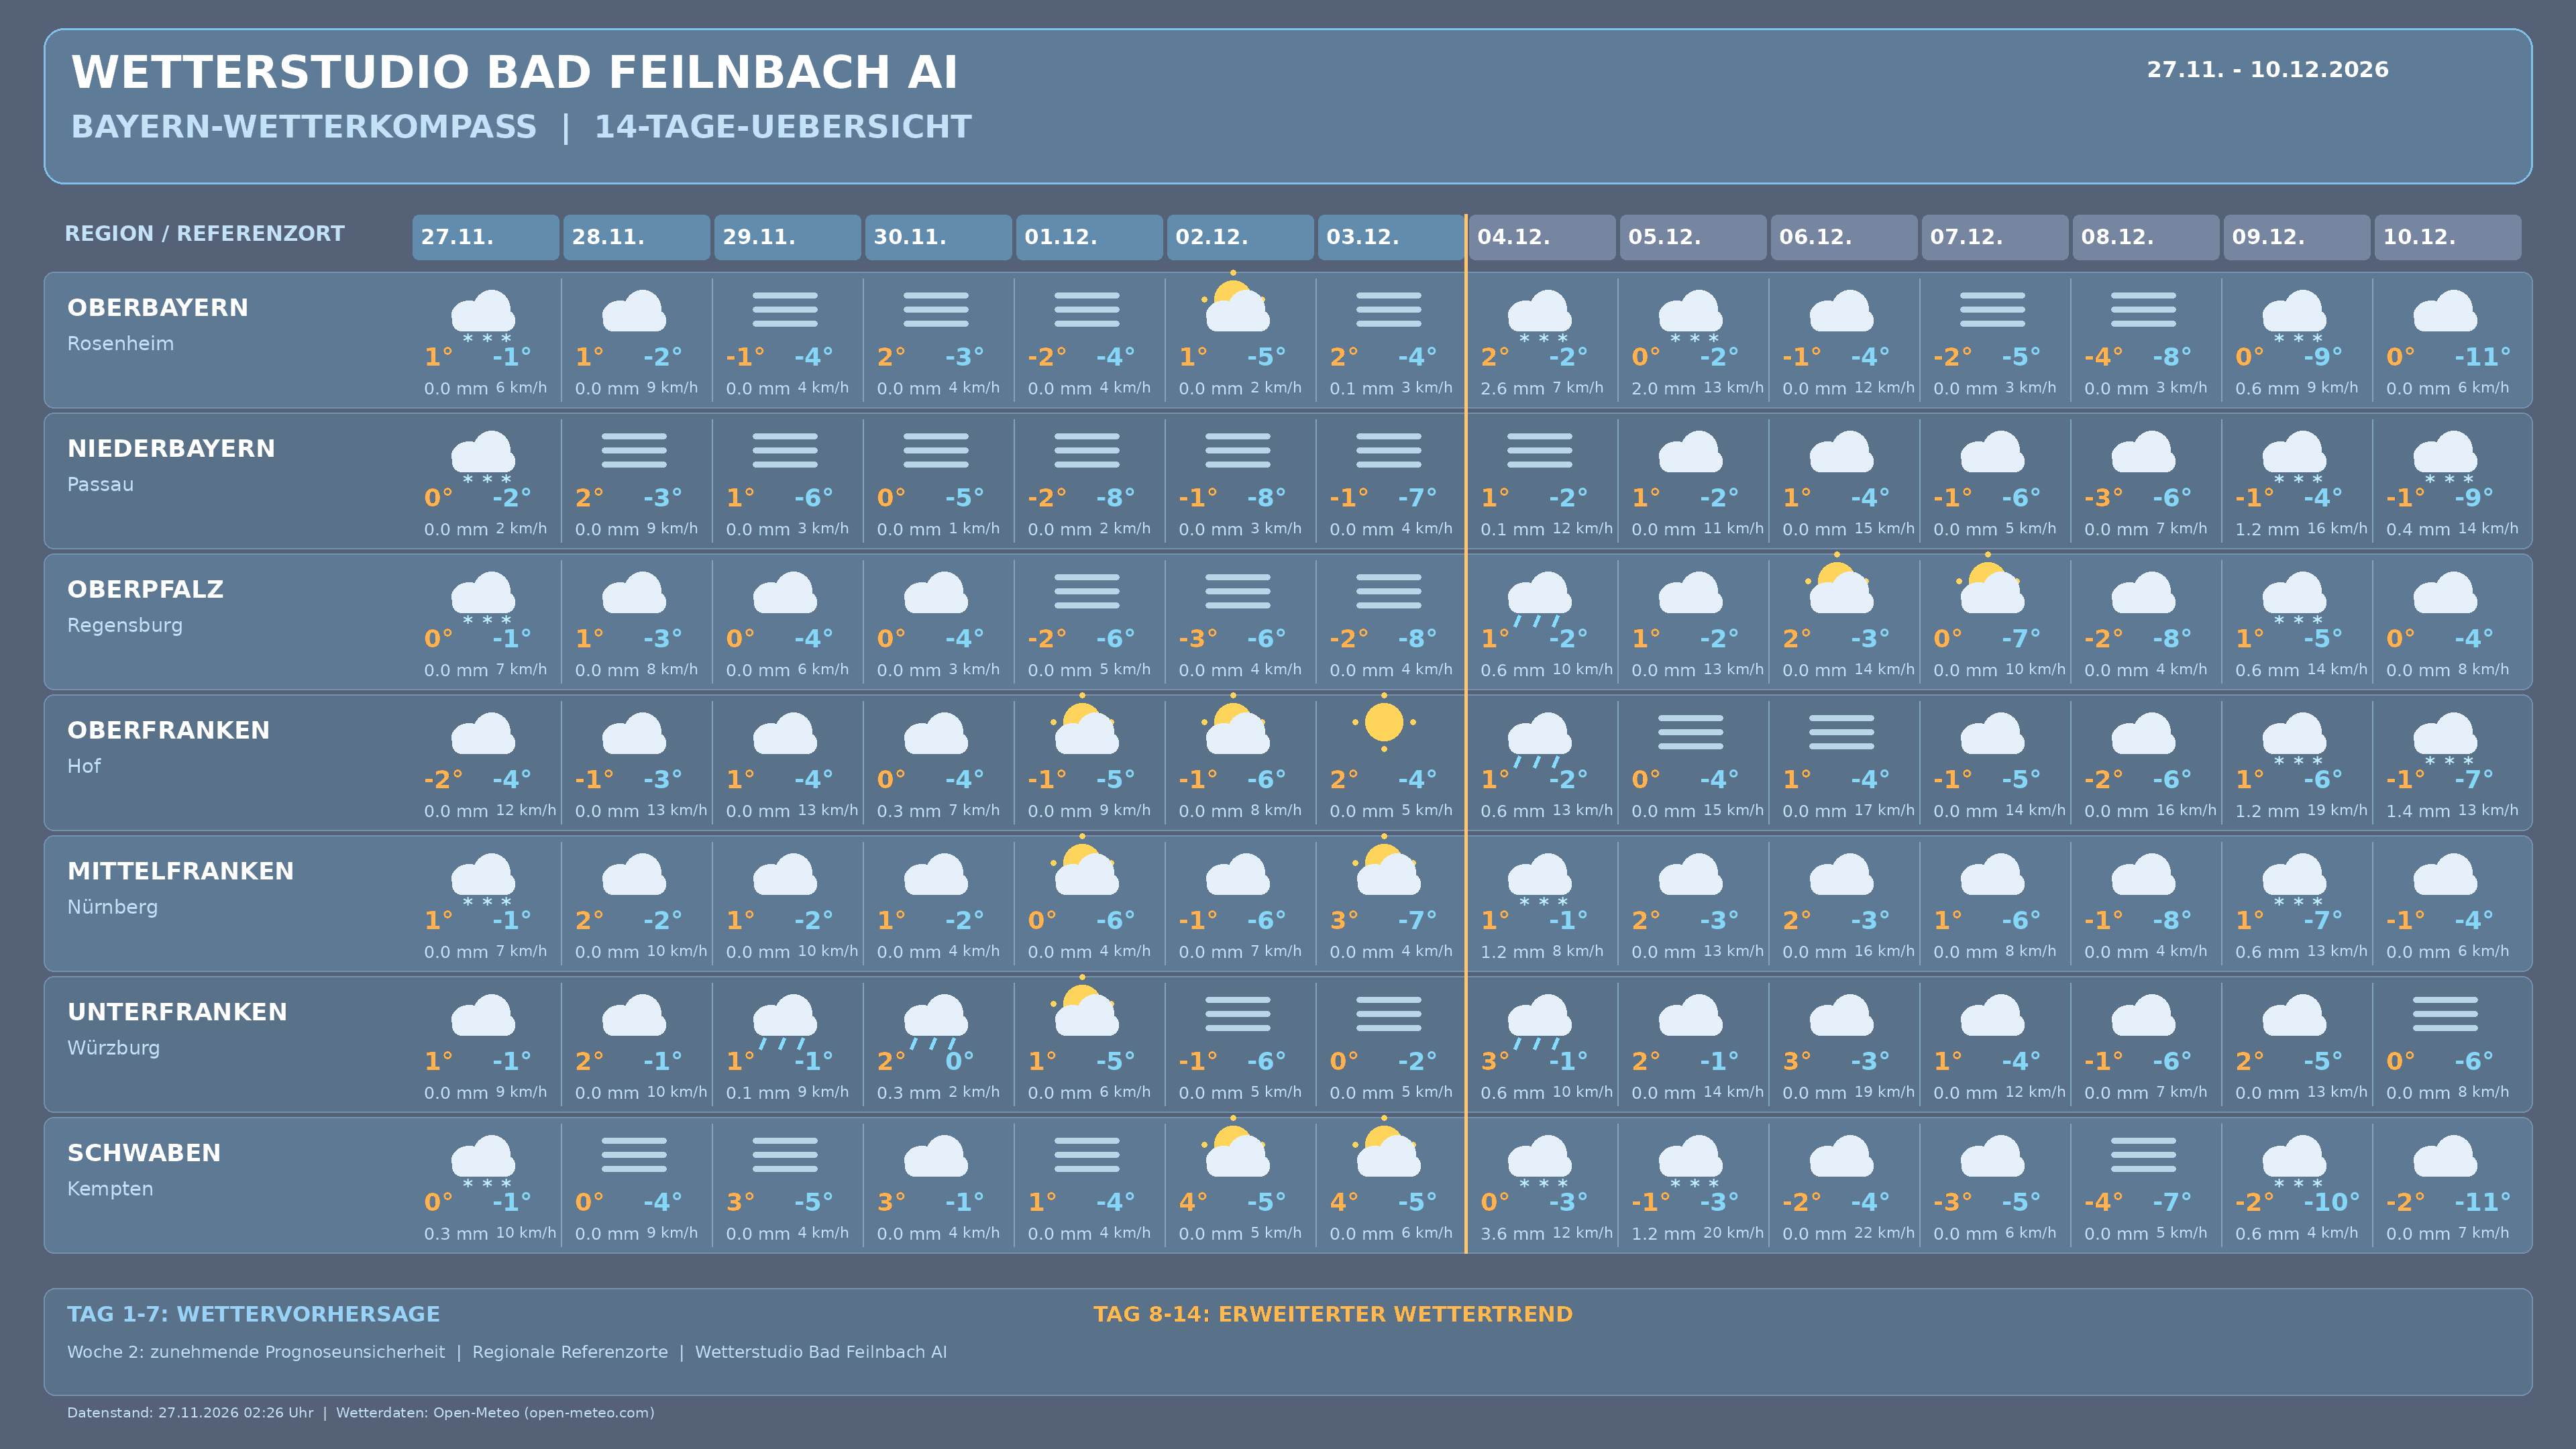 WETTERSTUDIO BAD FEILNBACH AI
27.11. - 10.12.2026
BAYERN-WETTERKOMPASS | 14-TAGE-UEBERSICHT
REGION / REFERENZORT 27.11. 28.11. 29.11. 30.11. 01.12. 02.12. 03.12. 04.12. 05.12. 06.12. 07.12. 08.12. 09.12. 10.12.
OBERBAYERN
Rosenheim
1° -1° 1° -2° -1° -4° 2° -3° -2° -4° 1° -5° 2° -4° 2° -2° 0° -2° -1° -4° -2° -5° -4° -8° 0° -9° 0° -11°
0.0 mm 6 km/h 0.0 mm 9 km/h 0.0 mm 4 km/h 0.0 mm 4 km/h 0.0 mm 4 km/h 0.0 mm 2 km/h 0.1 mm 3 km/h 2.6 mm 7 km/h 2.0 mm 13 km/h 0.0 mm 12 km/h 0.0 mm 3 km/h 0.0 mm 3 km/h 0.6 mm 9 km/h 0.0 mm 6 km/h
NIEDERBAYERN
Passau
0° -2° 2° -3° 1° -6° 0° -5° -2° -8° -1° -8° -1° -7° 1° -2° 1° -2° 1° -4° -1° -6° -3° -6° -1° -4° -1° -9°
0.0 mm 2 km/h 0.0 mm 9 km/h 0.0 mm 3 km/h 0.0 mm 1 km/h 0.0 mm 2 km/h 0.0 mm 3 km/h 0.0 mm 4 km/h 0.1 mm 12 km/h 0.0 mm 11 km/h 0.0 mm 15 km/h 0.0 mm 5 km/h 0.0 mm 7 km/h 1.2 mm 16 km/h 0.4 mm 14 km/h
OBERPFALZ
Regensburg
0° -1° 1° -3° 0° -4° 0° -4° -2° -6° -3° -6° -2° -8° 1° -2° 1° -2° 2° -3° 0° -7° -2° -8° 1° -5° 0° -4°
0.0 mm 7 km/h 0.0 mm 8 km/h 0.0 mm 6 km/h 0.0 mm 3 km/h 0.0 mm 5 km/h 0.0 mm 4 km/h 0.0 mm 4 km/h 0.6 mm 10 km/h 0.0 mm 13 km/h 0.0 mm 14 km/h 0.0 mm 10 km/h 0.0 mm 4 km/h 0.6 mm 14 km/h 0.0 mm 8 km/h
OBERFRANKEN
Hof
-2° -4° -1° -3° 1° -4° 0° -4° -1° -5° -1° -6° 2° -4° 1° -2° 0° -4° 1° -4° -1° -5° -2° -6° 1° -6° -1° -7°
0.0 mm 12 km/h 0.0 mm 13 km/h 0.0 mm 13 km/h 0.3 mm 7 km/h 0.0 mm 9 km/h 0.0 mm 8 km/h 0.0 mm 5 km/h 0.6 mm 13 km/h 0.0 mm 15 km/h 0.0 mm 17 km/h 0.0 mm 14 km/h 0.0 mm 16 km/h 1.2 mm 19 km/h 1.4 mm 13 km/h
MITTELFRANKEN
Nürnberg
1° -1° 2° -2° 1° -2° 1° -2° 0° -6° -1° -6° 3° -7° 1° -1° 2° -3° 2° -3° 1° -6° -1° -8° 1° -7° -1° -4°
0.0 mm 7 km/h 0.0 mm 10 km/h 0.0 mm 10 km/h 0.0 mm 4 km/h 0.0 mm 4 km/h 0.0 mm 7 km/h 0.0 mm 4 km/h 1.2 mm 8 km/h 0.0 mm 13 km/h 0.0 mm 16 km/h 0.0 mm 8 km/h 0.0 mm 4 km/h 0.6 mm 13 km/h 0.0 mm 6 km/h
UNTERFRANKEN
Würzburg
1° -1° 2° -1° 1° -1° 2° 0° 1° -5° -1° -6° 0° -2° 3° -1° 2° -1° 3° -3° 1° -4° -1° -6° 2° -5° 0° -6°
0.0 mm 9 km/h 0.0 mm 10 km/h 0.1 mm 9 km/h 0.3 mm 2 km/h 0.0 mm 6 km/h 0.0 mm 5 km/h 0.0 mm 5 km/h 0.6 mm 10 km/h 0.0 mm 14 km/h 0.0 mm 19 km/h 0.0 mm 12 km/h 0.0 mm 7 km/h 0.0 mm 13 km/h 0.0 mm 8 km/h
SCHWABEN
Kempten
0° -1° 0° -4° 3° -5° 3° -1° 1° -4° 4° -5° 4° -5° 0° -3° -1° -3° -2° -4° -3° -5° -4° -7° -2° -10° -2° -11°
0.3 mm 10 km/h 0.0 mm 9 km/h 0.0 mm 4 km/h 0.0 mm 4 km/h 0.0 mm 4 km/h 0.0 mm 5 km/h 0.0 mm 6 km/h 3.6 mm 12 km/h 1.2 mm 20 km/h 0.0 mm 22 km/h 0.0 mm 6 km/h 0.0 mm 5 km/h 0.6 mm 4 km/h 0.0 mm 7 km/h
TAG 1-7: WETTERVORHERSAGE TAG 8-14: ERWEITERTER WETTERTREND
Woche 2: zunehmende Prognoseunsicherheit | Regionale Referenzorte | Wetterstudio Bad Feilnbach AI
Datenstand: 27.11.2026 02:26 Uhr | Wetterdaten: Open-Meteo (open-meteo.com)